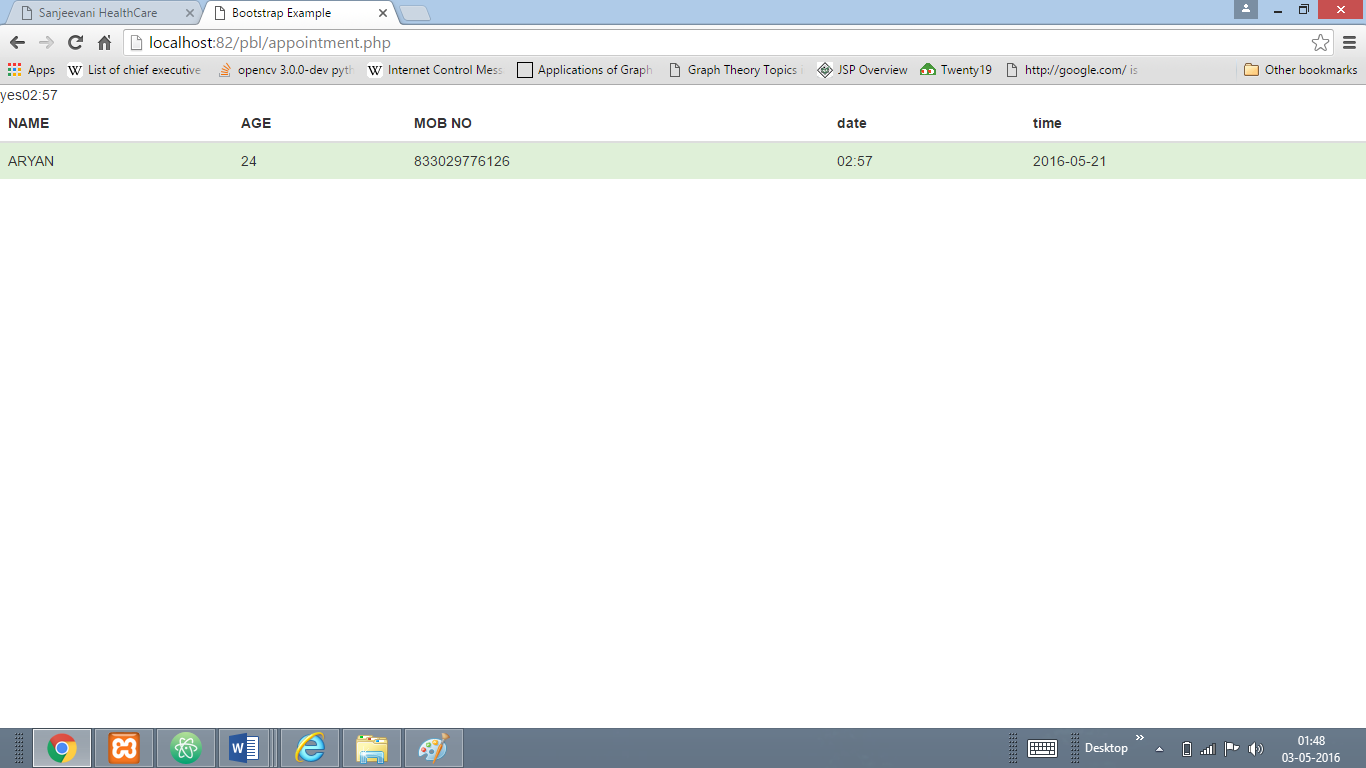 Sanjeevani HealthCare
Bootstrap Example
localhost:82/pbl/appointment.php
Apps
List of chief executive
opencv 3.0.0-dev pyth
Internet Control Mess
Applications of Graph
Graph Theory Topics i
JSP Overview
Twenty19
http://google.com/ is
Other bookmarks
yes02:57
NAME AGE MOB NO date time
ARYAN 24 833029776126 02:57 2016-05-21
Desktop
01:48
03-05-2016